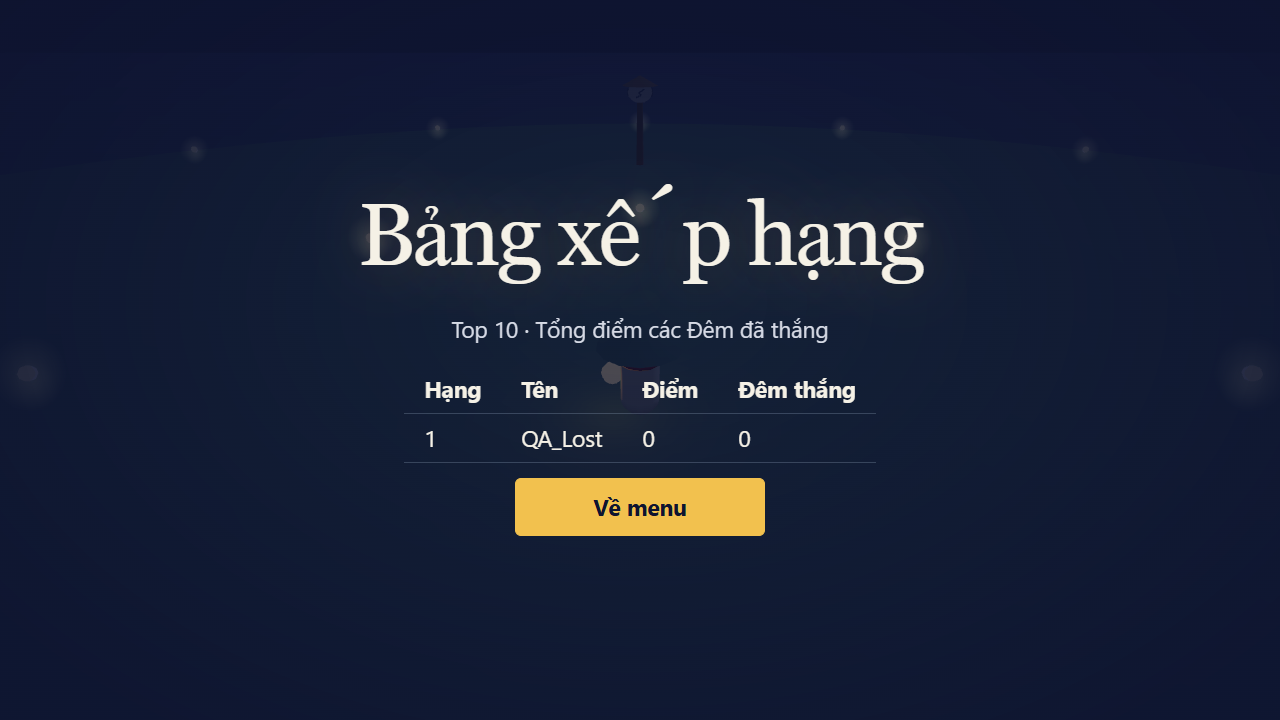 Bảng xếp hạng
Top 10 · Tổng điểm các Đêm đã thắng
Hạng Tên Điểm Đêm thắng
1 QA_Lost 0 0
Về menu